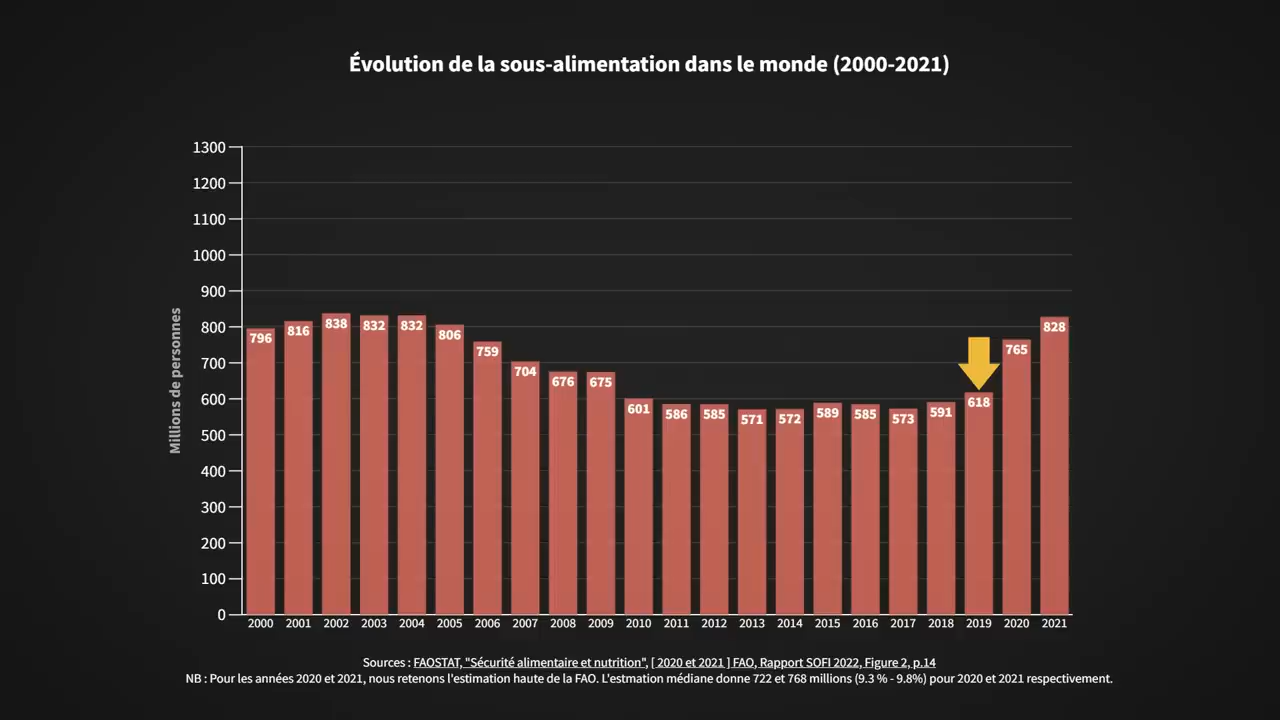 Évolution de la sous-alimentation dans le monde (2000-2021)
1300
1200
1100
1000
900
800
700
600
500
400
300
200
100
0
Millions de personnes
796 816 838 832 832 806 759 704 676 675 601 586 585 571 572 589 585 573 591 618 765 828
2000 2001 2002 2003 2004 2005 2006 2007 2008 2009 2010 2011 2012 2013 2014 2015 2016 2017 2018 2019 2020 2021
Sources : FAOSTAT, "Sécurité alimentaire et nutrition", [ 2020 et 2021 ] FAO, Rapport SOFI 2022, Figure 2, p.14
NB : Pour les années 2020 et 2021, nous retenons l'estimation haute de la FAO. L'estmation médiane donne 722 et 768 millions (9.3 % - 9.8%) pour 2020 et 2021 respectivement.